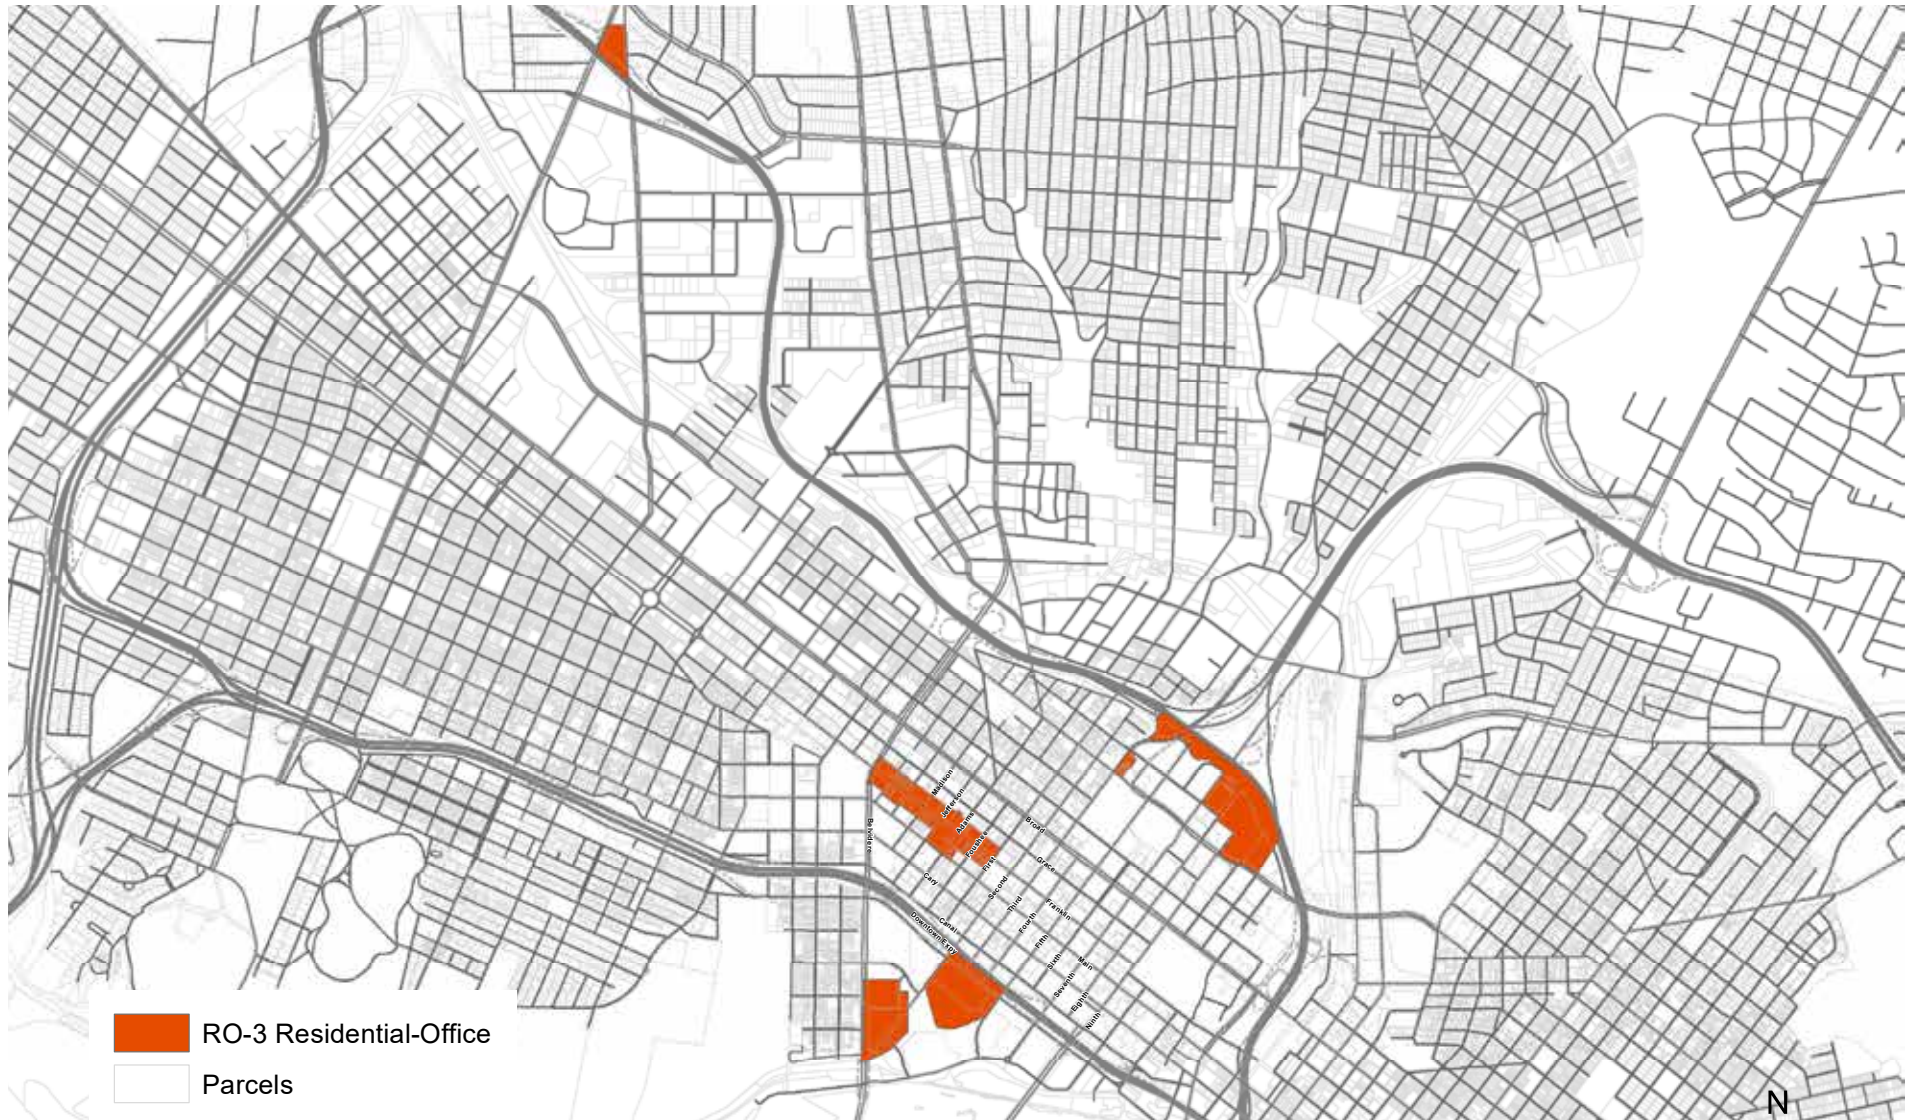 Madison
Jefferson
Adams
Foushee
First
Belvidere
Broad
Grace
Cary
Second
Third
Franklin
Fourth
Canal
Downtown Expy
Fifth
Sixth
Main
Seventh
Eighth
Ninth
RO-3 Residential-Office
Parcels
N